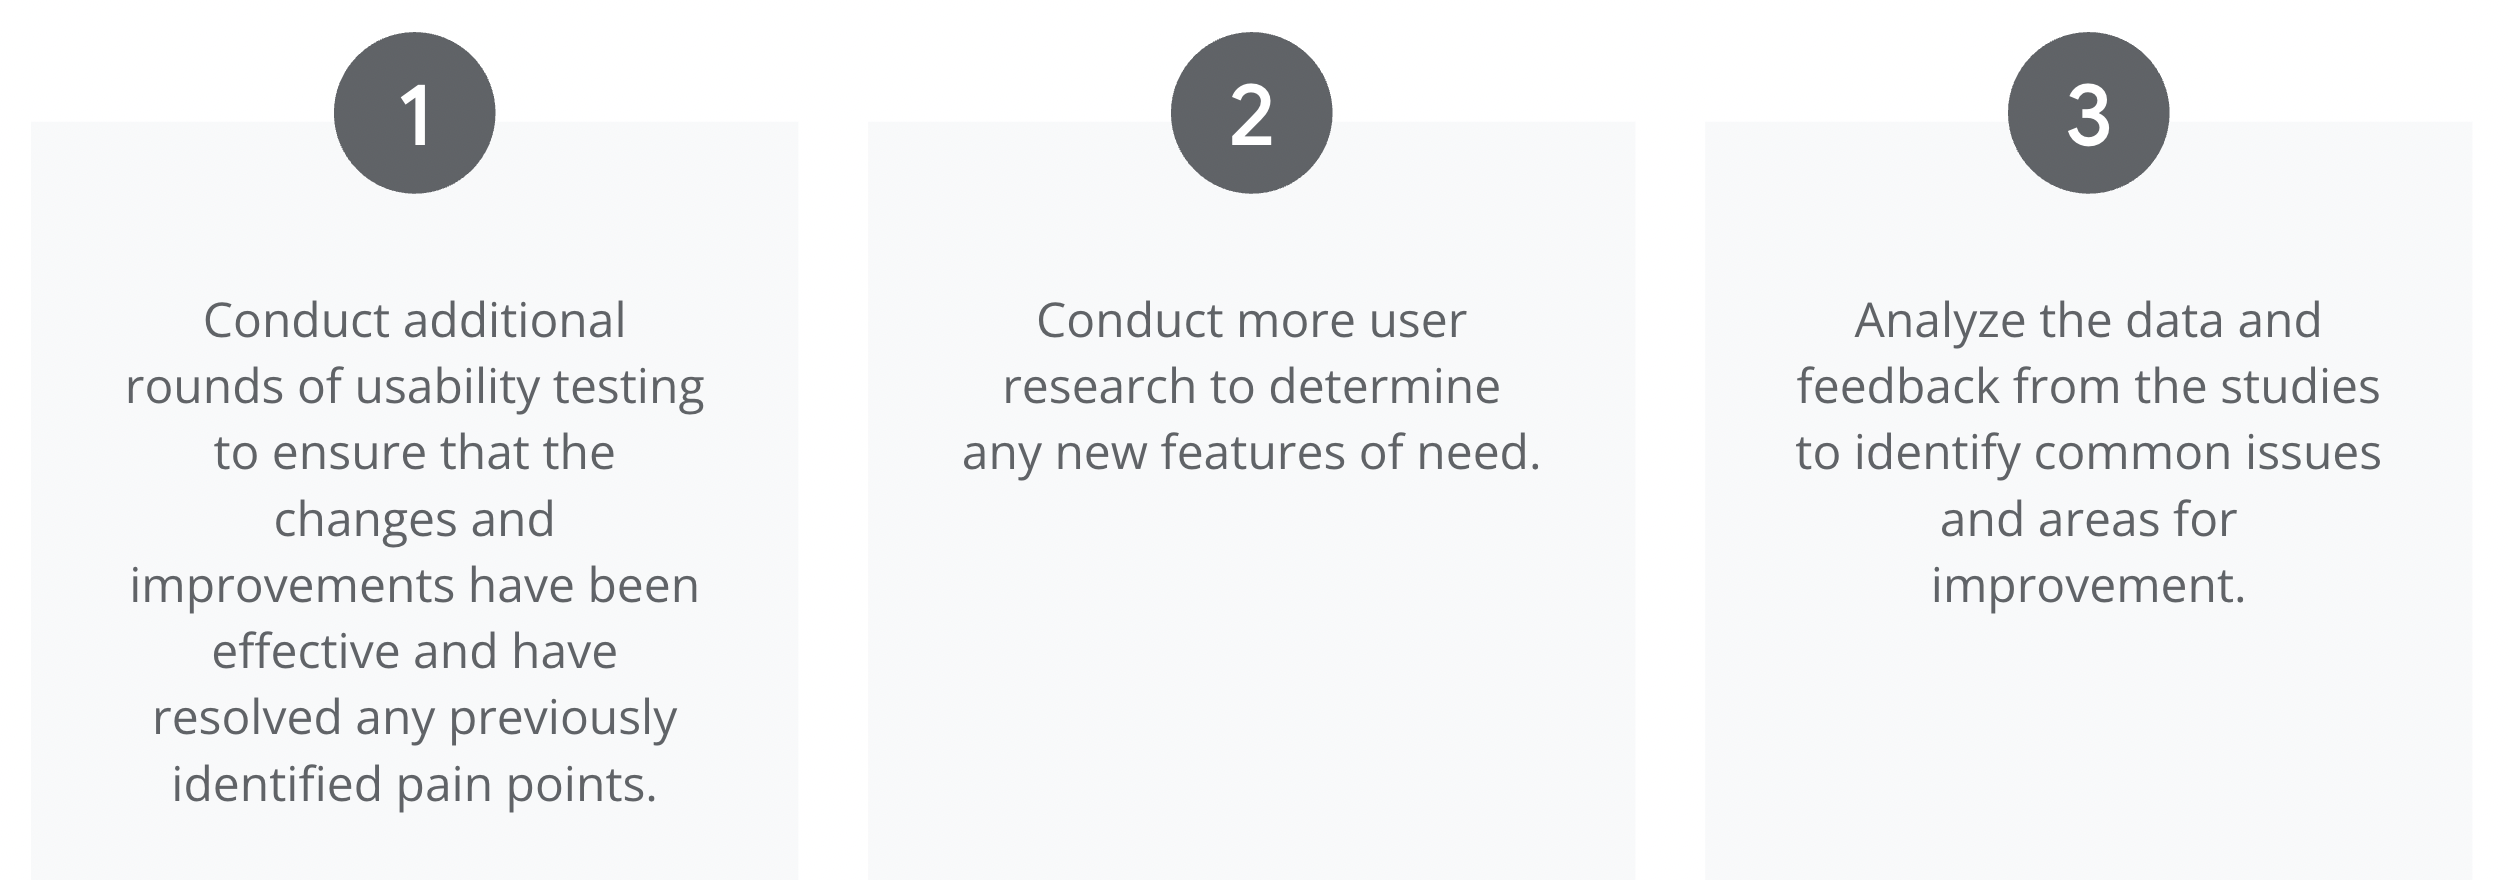 1
Conduct additional
rounds of usability testing
to ensure that the
changes and
improvements have been
effective and have
resolved any previously
identified pain points.
2
Conduct more user
research to determine
any new features of need.
3
Analyze the data and
feedback from the studies
to identify common issues
and areas for
improvement.